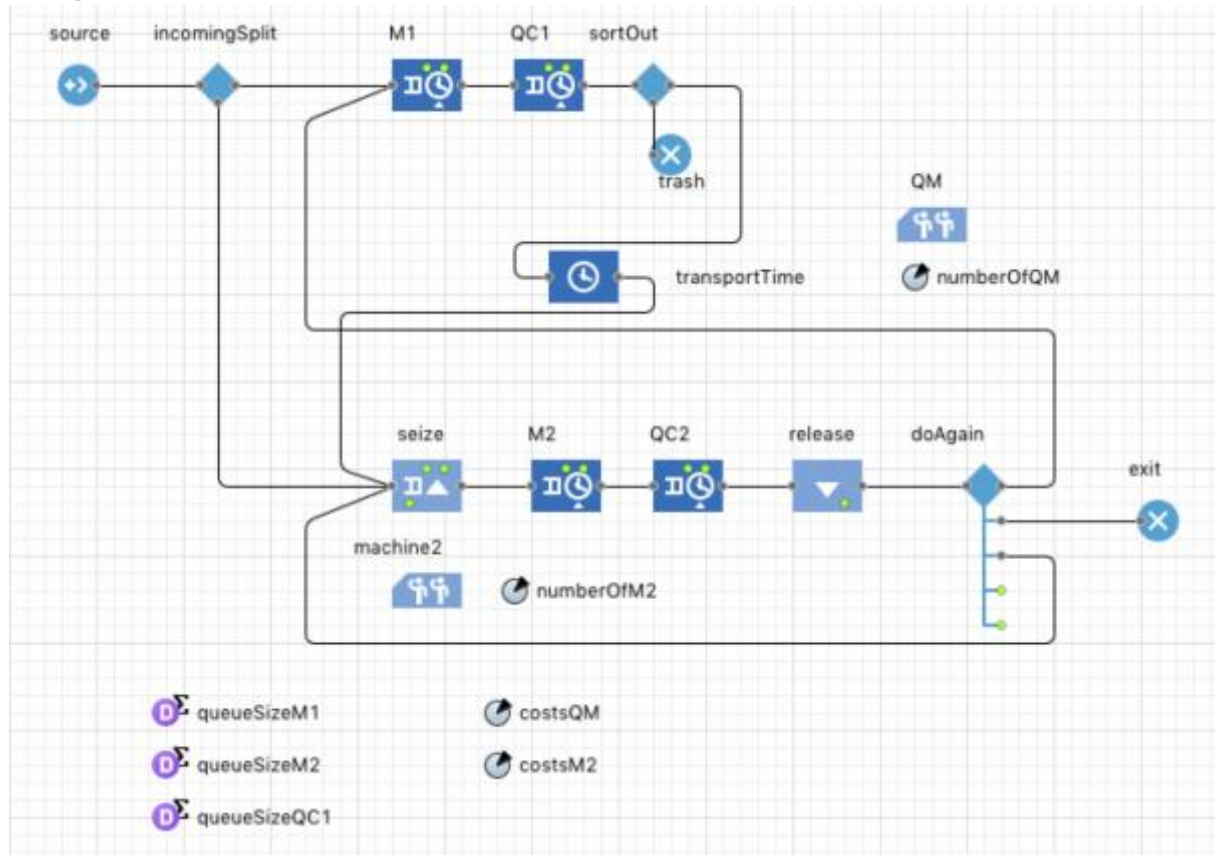 source incomingSplit M1 QC1 sortOut
trash QM
transportTime numberOfQM
seize M2 QC2 release doAgain
exit
machine2
numberOfM2
queueSizeM1 costsQM
queueSizeM2 costsM2
queueSizeQC1